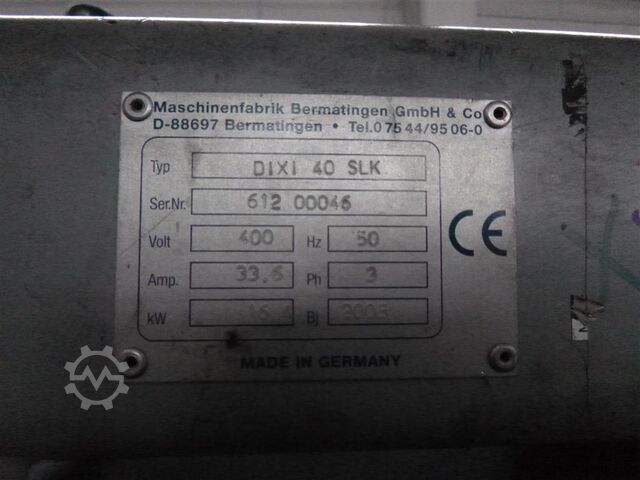 Maschinenfabrik Bermatingen GmbH & Co
D-88697 Bermatingen • Tel.0 75 44/95 06-0
Typ DIXI 40 SLK
Ser.Nr. 612 00046
Volt 400 Hz 50
Amp. 33.6 Ph 3
kW 16 Bj 2003
CE
MADE IN GERMANY